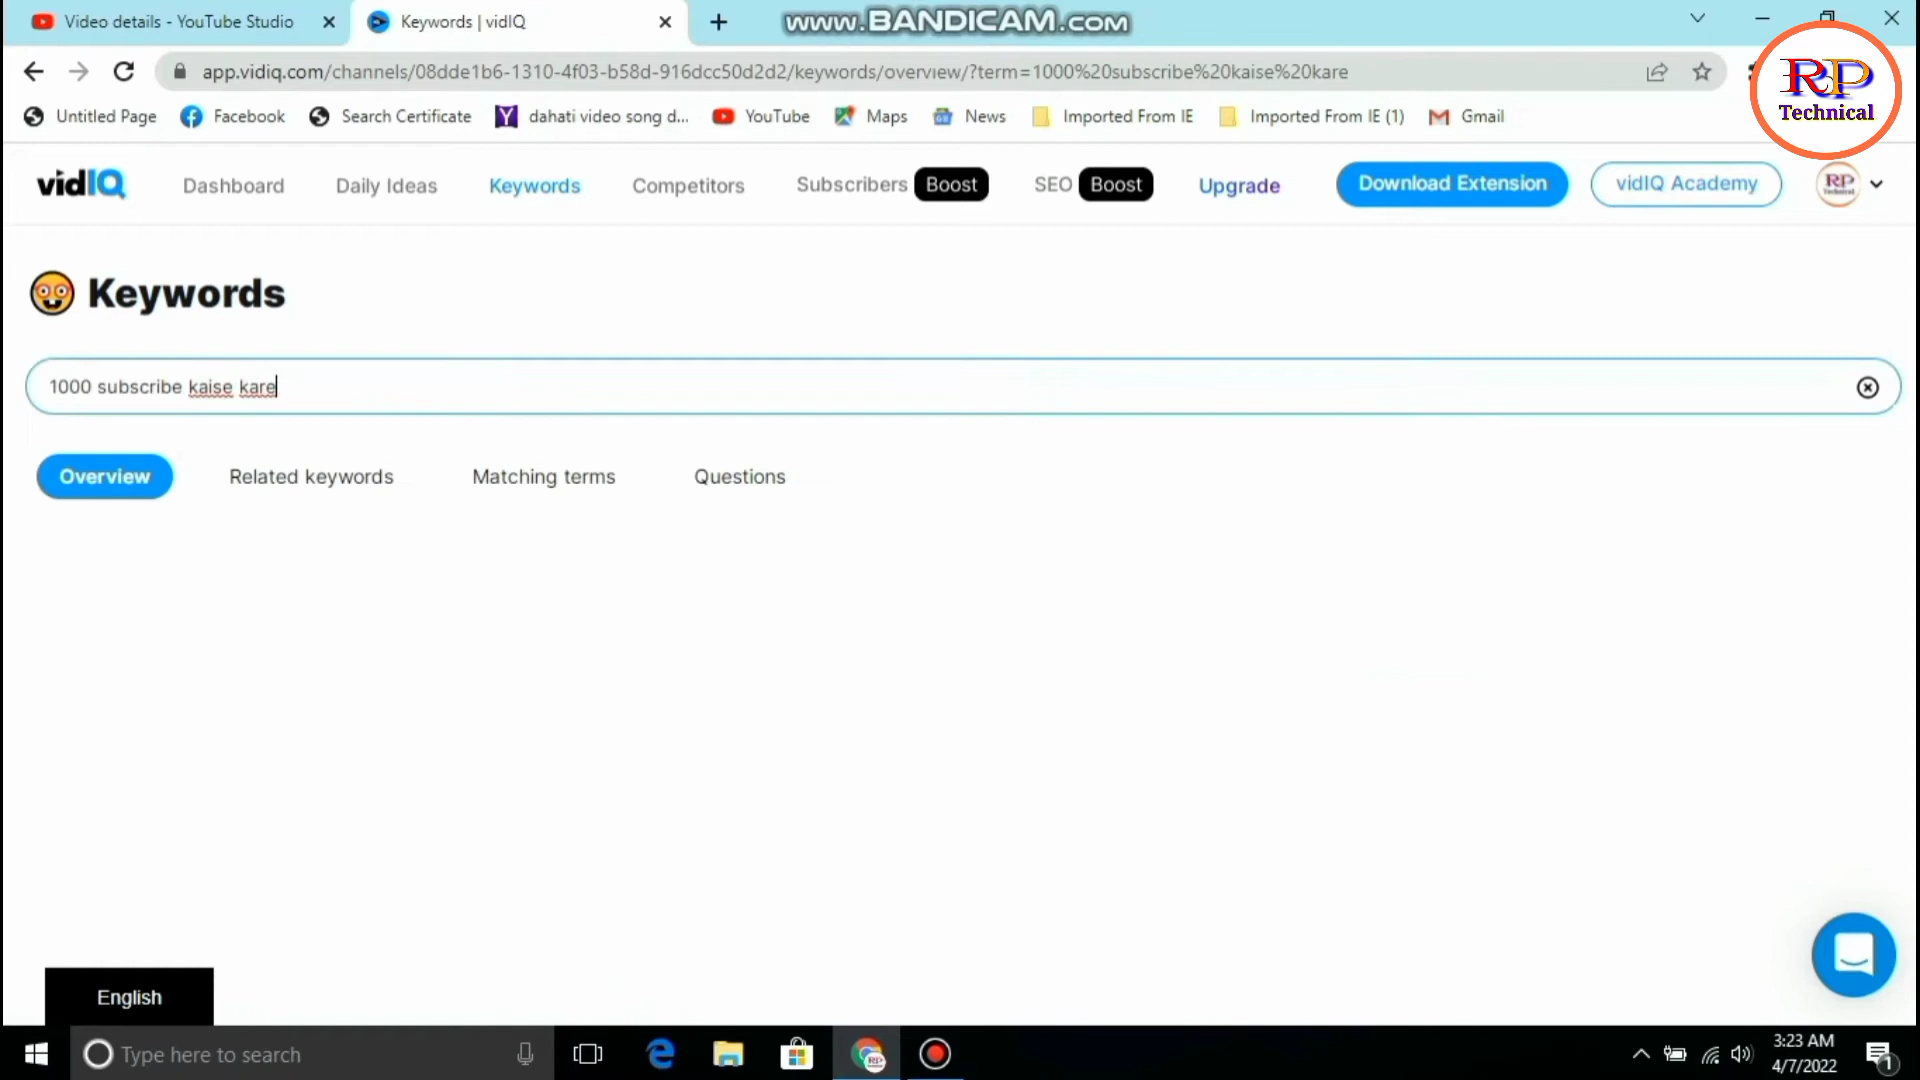 Video details - YouTube Studio
Keywords | vidIQ
www.BANDICAM.com
app.vidiq.com/channels/08dde1b6-1310-4f03-b58d-916dcc50d2d2/keywords/overview/?term=1000%20subscribe%20kaise%20kare
RP
Technical
Untitled Page
Facebook
Search Certificate
dahati video song d...
YouTube
Maps
News
Imported From IE
Imported From IE (1)
Gmail
vidIQ
Dashboard
Daily Ideas
Keywords
Competitors
Subscribers Boost
SEO Boost
Upgrade
Download Extension
vidIQ Academy
RP
Technical
Keywords
1000 subscribe kaise kare
Overview
Related keywords
Matching terms
Questions
English
Type here to search
3:23 AM
4/7/2022
1